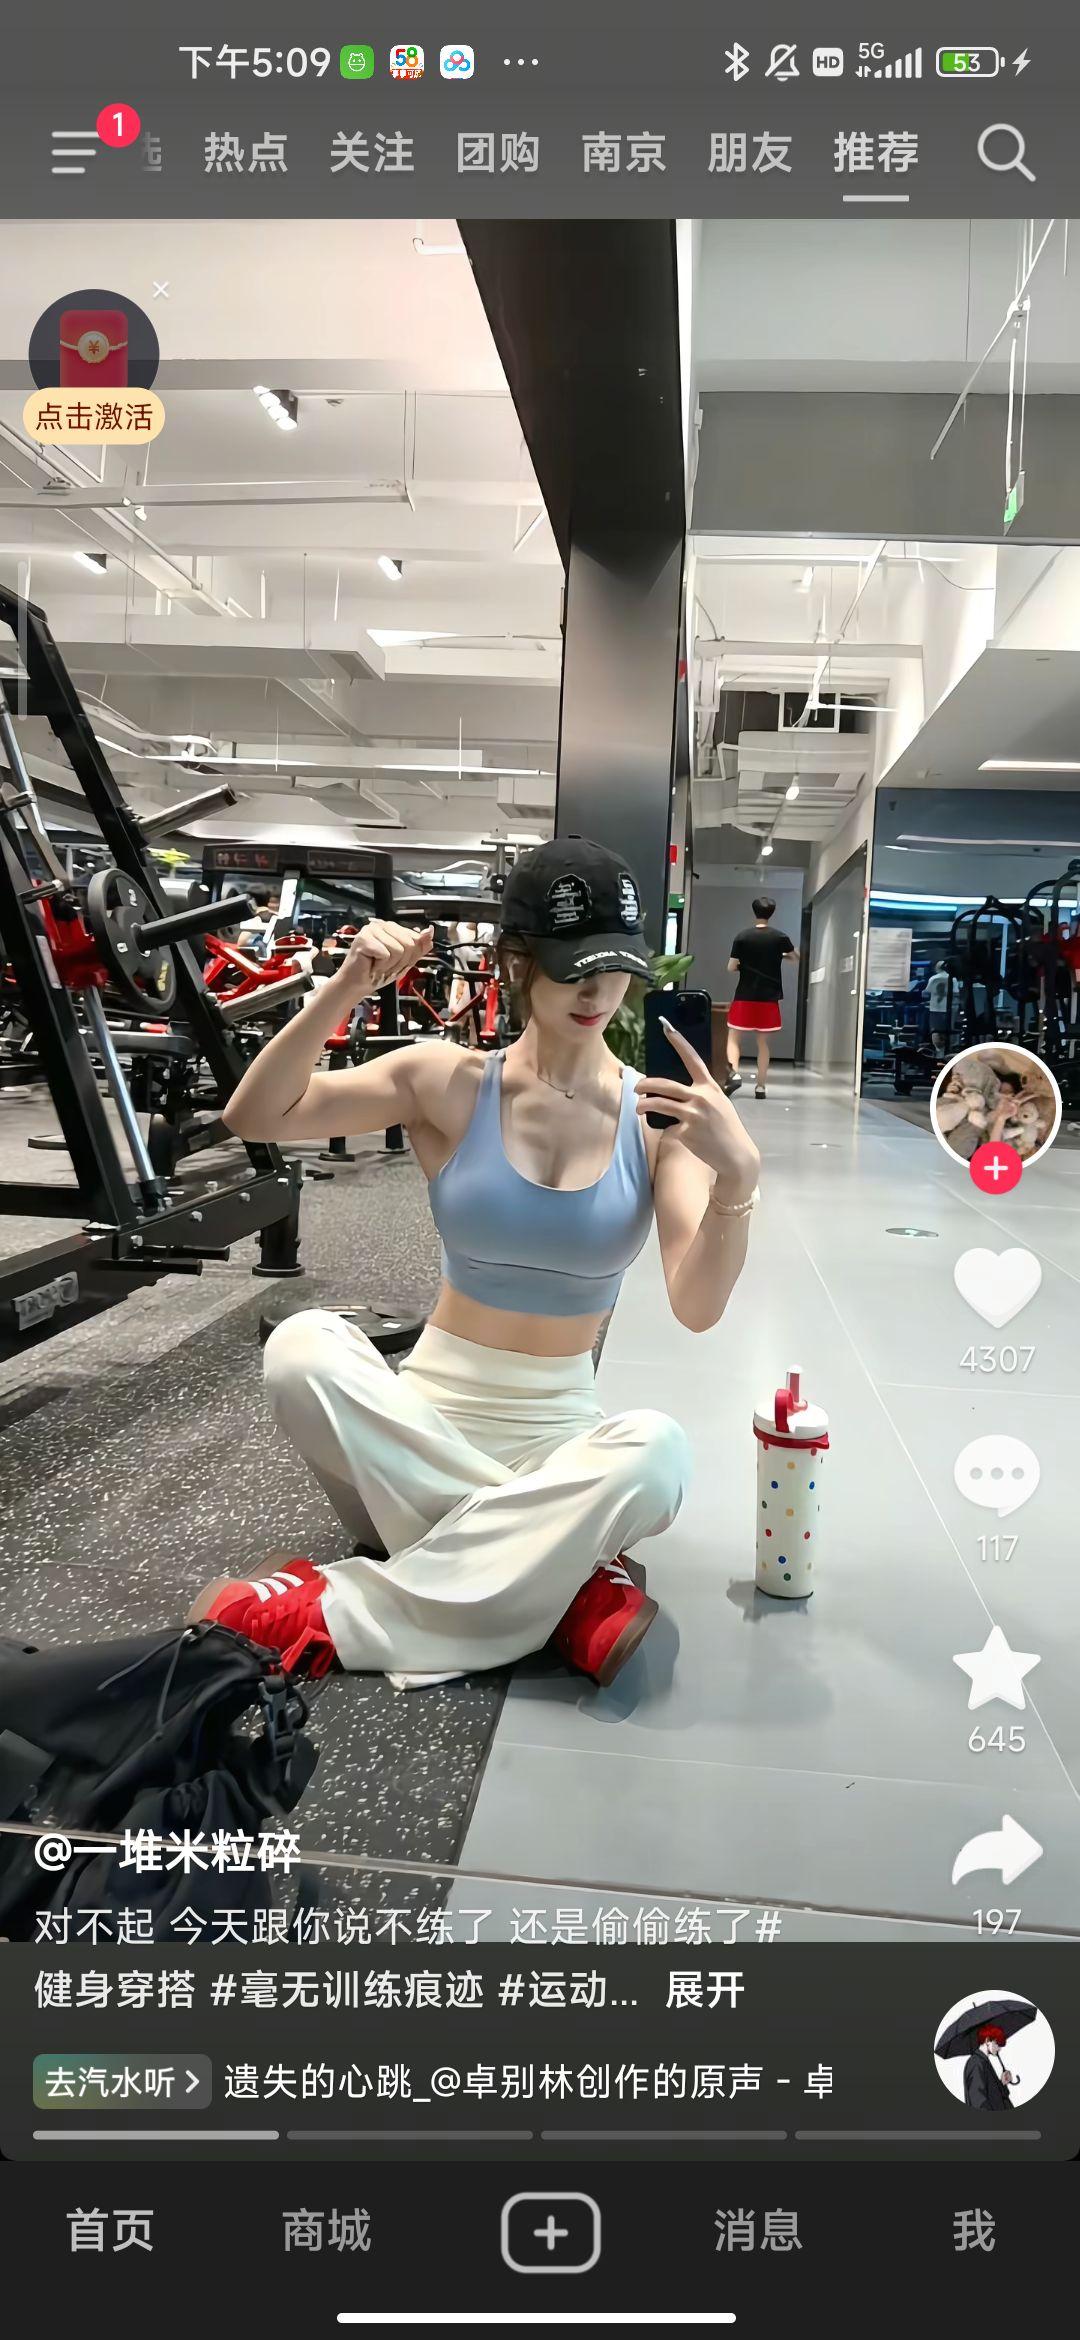 下午5:09
58
HD
5G
53
1
热点 关注 团购 南京 朋友 推荐
点击激活
4307
117
645
197
@一堆米粒碎
对不起 今天跟你说不练了 还是偷偷练了#
健身穿搭 #毫无训练痕迹 #运动... 展开
去汽水听 > 遗失的心跳_@卓别林创作的原声 - 卓
首页 商城 消息 我